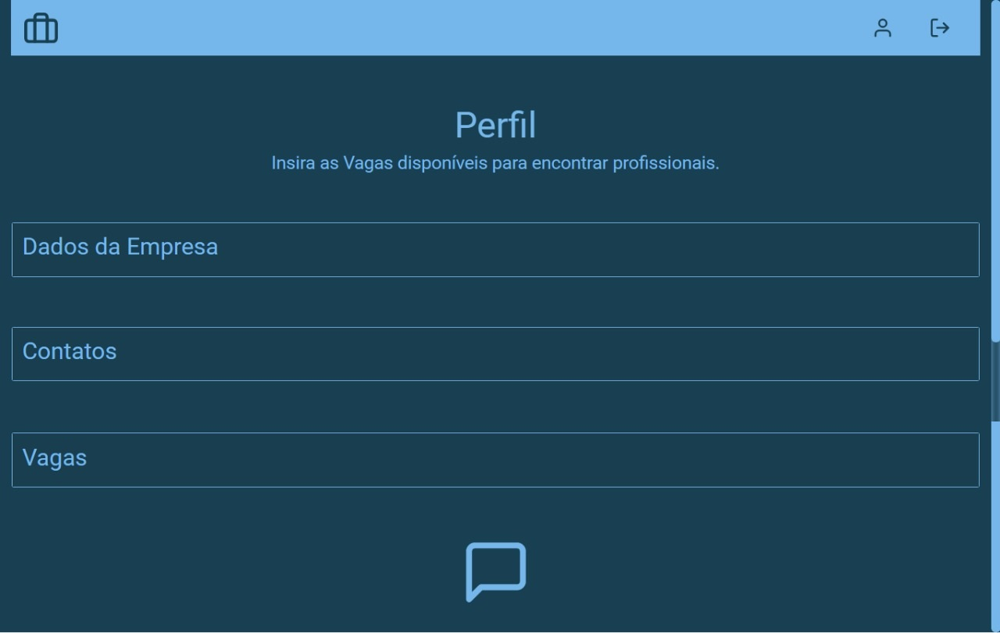 Perfil
Insira as Vagas disponíveis para encontrar profissionais.
Dados da Empresa
Contatos
Vagas